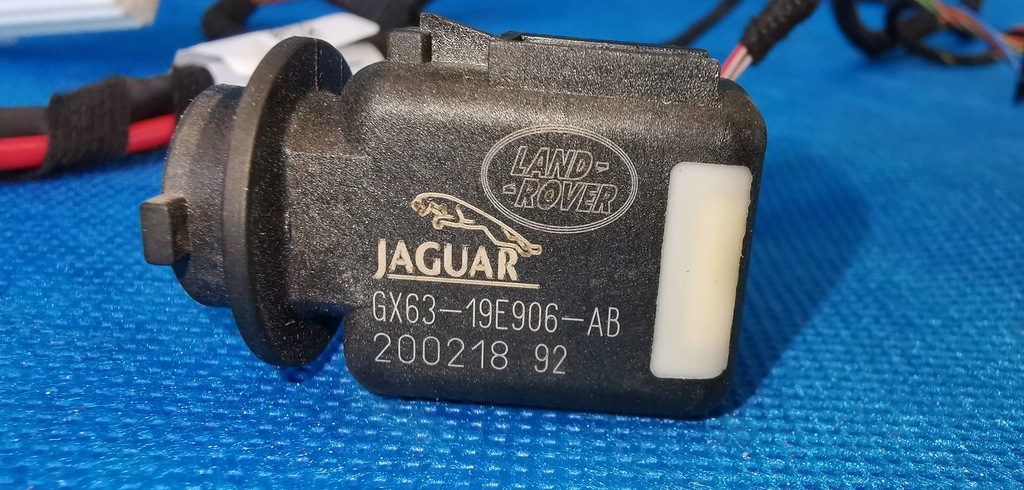 LAND-
-ROVER
JAGUAR
GX63-19E906-AB
200218 92